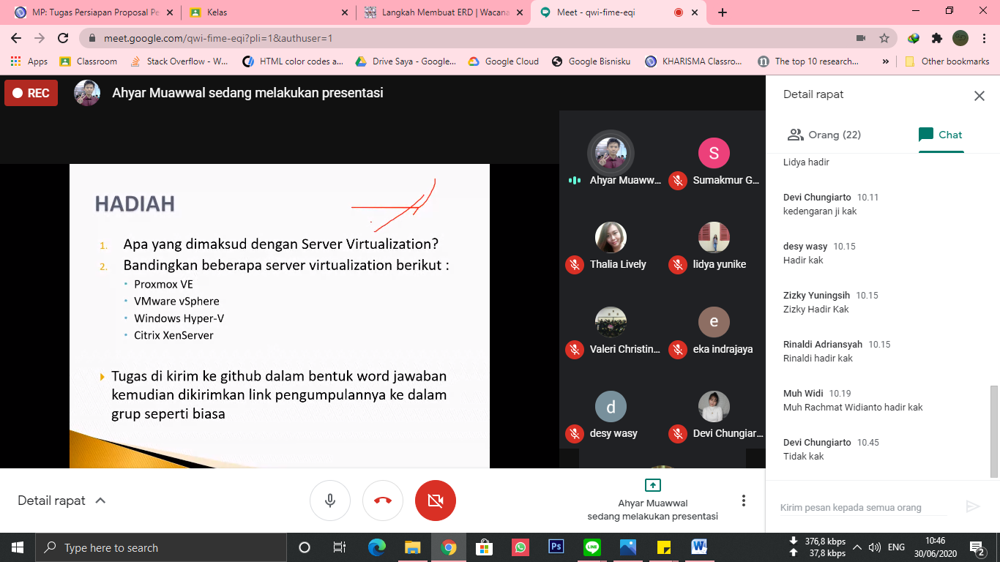 MP: Tugas Persiapan Proposal Pe
Kelas
Langkah Membuat ERD | Wacana
Meet - qwi-fime-eqi
meet.google.com/qwi-fime-eqi?pli=1&authuser=1
Apps
Classroom
Stack Overflow - W...
HTML color codes a...
Drive Saya - Google...
Google Cloud
Google Bisnisku
KHARISMA Classro...
The top 10 research...
»
Other bookmarks
REC
Ahyar Muawwal sedang melakukan presentasi
HADIAH
1. Apa yang dimaksud dengan Server Virtualization?
2. Bandingkan beberapa server virtualization berikut :
• Proxmox VE
• VMware vSphere
• Windows Hyper-V
• Citrix XenServer
Tugas di kirim ke github dalam bentuk word jawaban
kemudian dikirimkan link pengumpulannya ke dalam
grup seperti biasa
Ahyar Muaww...
S
Sumakmur G...
Thalia Lively
lidya yunike
Valeri Christin...
e
eka indrajaya
d
desy wasy
Devi Chungiar...
Detail rapat
Orang (22)
Chat
Lidya hadir
Devi Chungiarto 10.11
kedengaran ji kak
desy wasy 10.15
Hadir kak
Zizky Yuningsih 10.15
Zizky Hadir Kak
Rinaldi Adriansyah 10.15
Rinaldi hadir kak
Muh Widi 10.19
Muh Rachmat Widianto hadir kak
Devi Chungiarto 10.45
Tidak kak
Kirim pesan kepada semua orang
Detail rapat
Ahyar Muawwal
sedang melakukan presentasi
Type here to search
Ps
LINE
W
376,8 kbps
37,8 kbps
ENG
10:46
30/06/2020
2